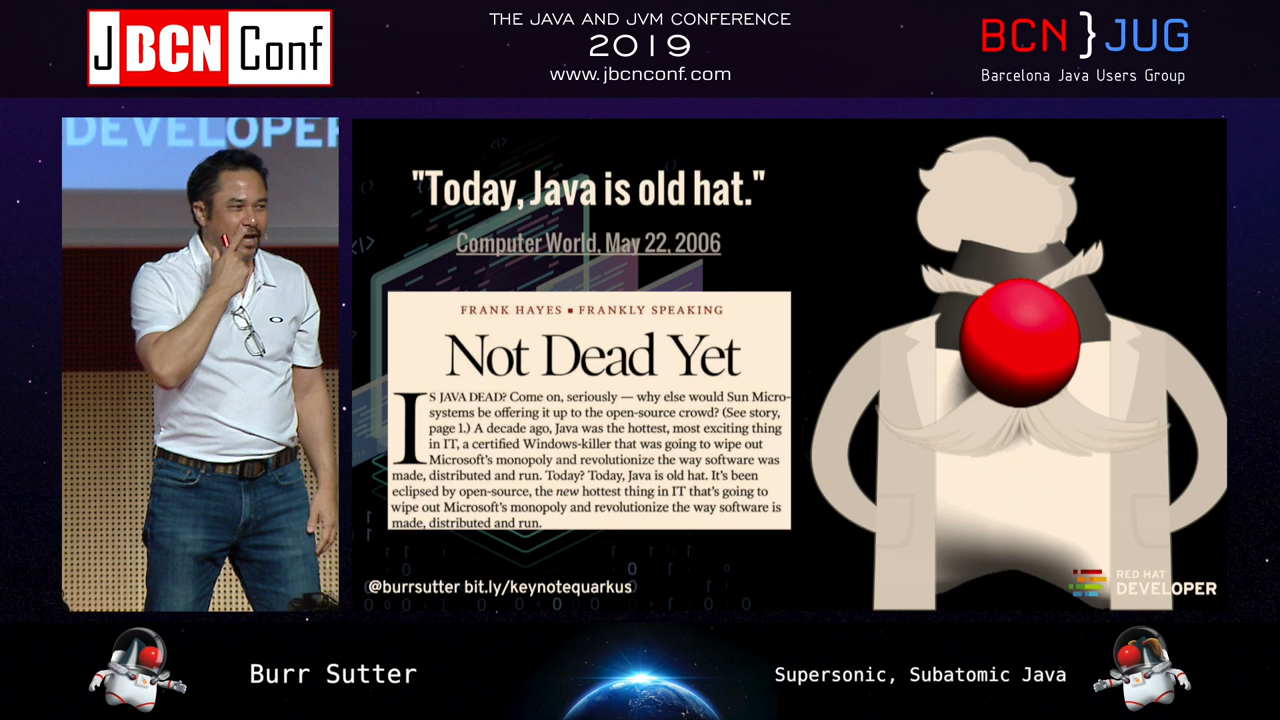 JBCNConf
THE JAVA AND JVM CONFERENCE
2019
www.jbcnconf.com
BCN}JUG
Barcelona Java Users Group
DEVELOPER
"Today, Java is old hat."
Computer World, May 22, 2006
FRANK HAYES ■ FRANKLY SPEAKING
Not Dead Yet
IS JAVA DEAD? Come on, seriously — why else would Sun Micro-
systems be offering it up to the open-source crowd? (See story,
page 1.) A decade ago, Java was the hottest, most exciting thing
in IT, a certified Windows-killer that was going to wipe out
Microsoft's monopoly and revolutionize the way software was
made, distributed and run. Today? Today, Java is old hat. It's been
eclipsed by open-source, the new hottest thing in IT that's going to
wipe out Microsoft's monopoly and revolutionize the way software is
made, distributed and run.
@burrsutter bit.ly/keynotequarkus
RED HAT
DEVELOPER
Burr Sutter
Supersonic, Subatomic Java